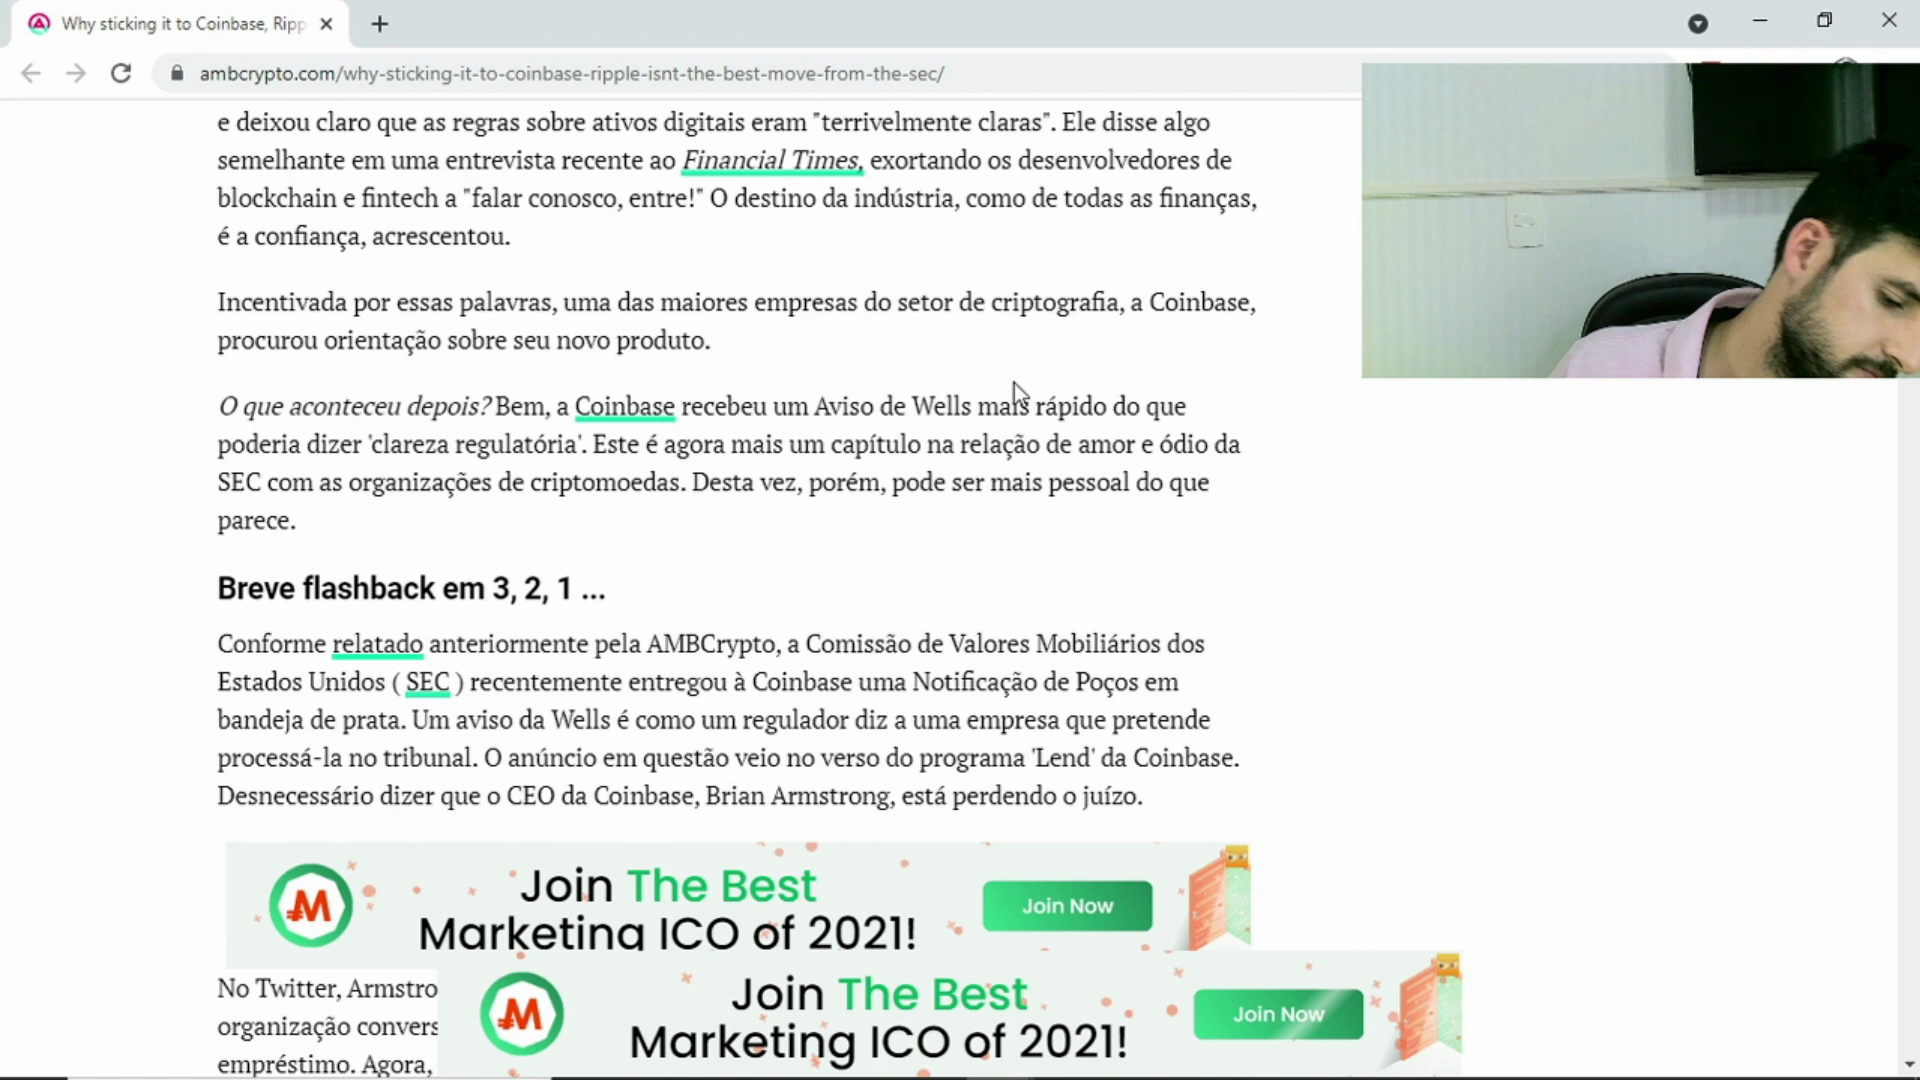 Why sticking it to Coinbase, Ripp
ambcrypto.com/why-sticking-it-to-coinbase-ripple-isnt-the-best-move-from-the-sec/
e deixou claro que as regras sobre ativos digitais eram "terrivelmente claras". Ele disse algo
semelhante em uma entrevista recente ao Financial Times, exortando os desenvolvedores de
blockchain e fintech a "falar conosco, entre!" O destino da indústria, como de todas as finanças,
é a confiança, acrescentou.
Incentivada por essas palavras, uma das maiores empresas do setor de criptografia, a Coinbase,
procurou orientação sobre seu novo produto.
O que aconteceu depois? Bem, a Coinbase recebeu um Aviso de Wells mais rápido do que
poderia dizer 'clareza regulatória'. Este é agora mais um capítulo na relação de amor e ódio da
SEC com as organizações de criptomoedas. Desta vez, porém, pode ser mais pessoal do que
parece.
Breve flashback em 3, 2, 1 ...
Conforme relatado anteriormente pela AMBCrypto, a Comissão de Valores Mobiliários dos
Estados Unidos ( SEC ) recentemente entregou à Coinbase uma Notificação de Poços em
bandeja de prata. Um aviso da Wells é como um regulador diz a uma empresa que pretende
processá-la no tribunal. O anúncio em questão veio no verso do programa 'Lend' da Coinbase.
Desnecessário dizer que o CEO da Coinbase, Brian Armstrong, está perdendo o juízo.
Join The Best
Marketing ICO of 2021!
Join Now
No Twitter, Armstro
organização convers
empréstimo. Agora,
Join The Best
Marketing ICO of 2021!
Join Now